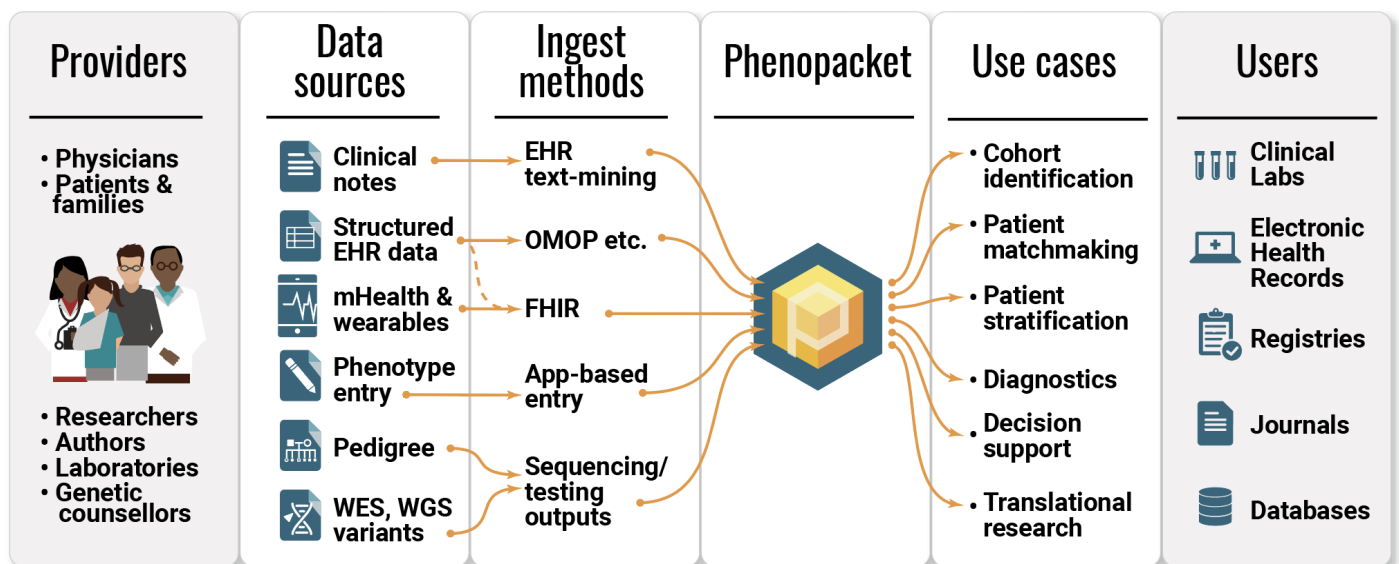 Providers
• Physicians
• Patients &
families
• Researchers
• Authors
• Laboratories
• Genetic
counsellors
Data
sources
Clinical
notes
Structured
EHR data
mHealth &
wearables
Phenotype
entry
Pedigree
WES, WGS
variants
Ingest
methods
EHR
text-mining
OMOP etc.
FHIR
App-based
entry
Sequencing/
testing
outputs
Phenopacket
Use cases
• Cohort
identification
• Patient
matchmaking
• Patient
stratification
• Diagnostics
• Decision
support
• Translational
research
Users
Clinical
Labs
Electronic
Health
Records
Registries
Journals
Databases